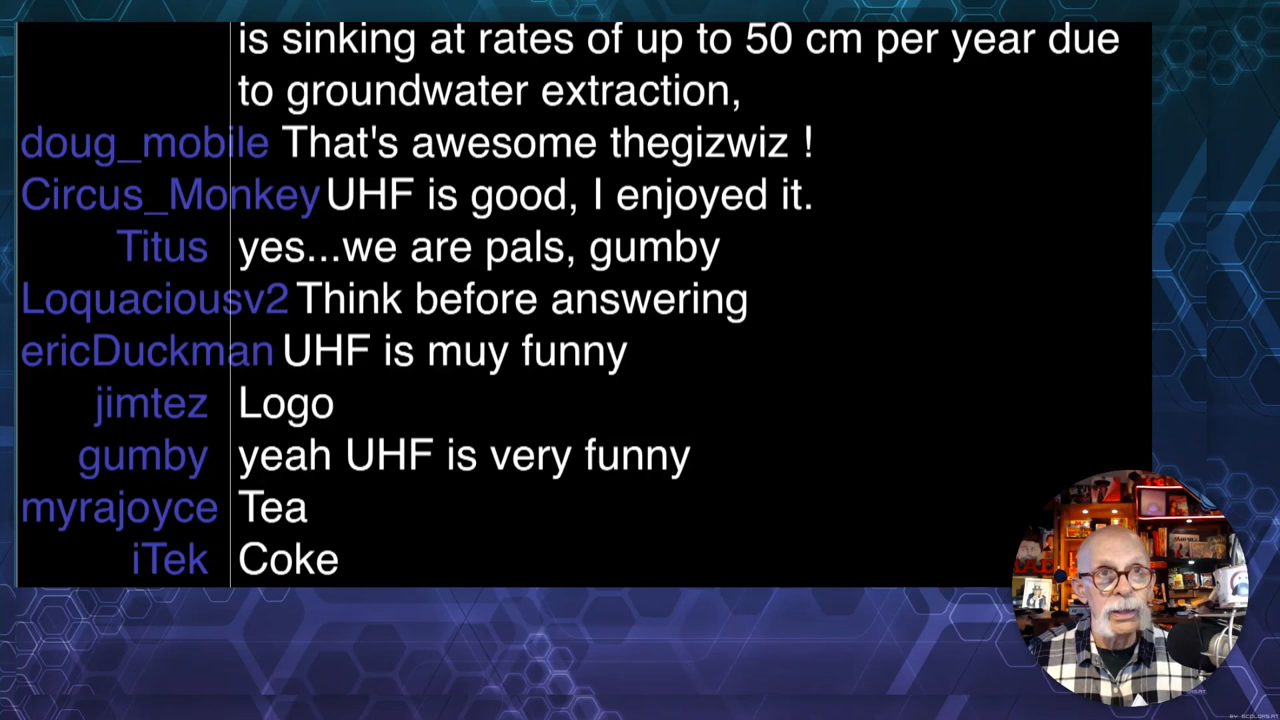 is sinking at rates of up to 50 cm per year due
to groundwater extraction,
doug_mobile That's awesome thegizwiz !
Circus_Monkey UHF is good, I enjoyed it.
Titus yes...we are pals, gumby
Loquaciousv2 Think before answering
ericDuckman UHF is muy funny
jimtez Logo
gumby yeah UHF is very funny
myrajoyce Tea
iTek Coke